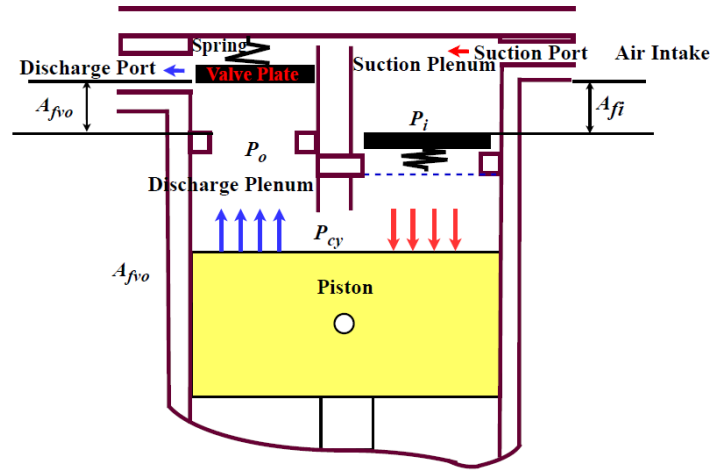 Spring
Suction Port
Air Intake
Discharge Port
Valve Plate
Suction Plenum
A_fvo
P_i
A_fi
P_o
Discharge Plenum
P_cy
A_fvo
Piston